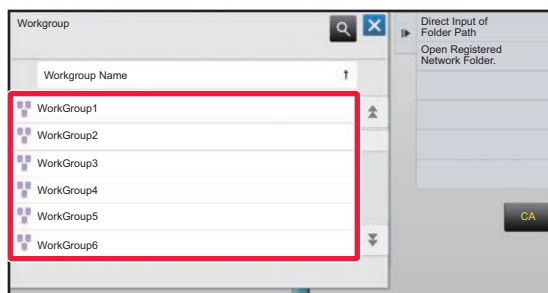 Workgroup
Workgroup Name
WorkGroup1
WorkGroup2
WorkGroup3
WorkGroup4
WorkGroup5
WorkGroup6
Direct Input of
Folder Path
Open Registered
Network Folder.
CA